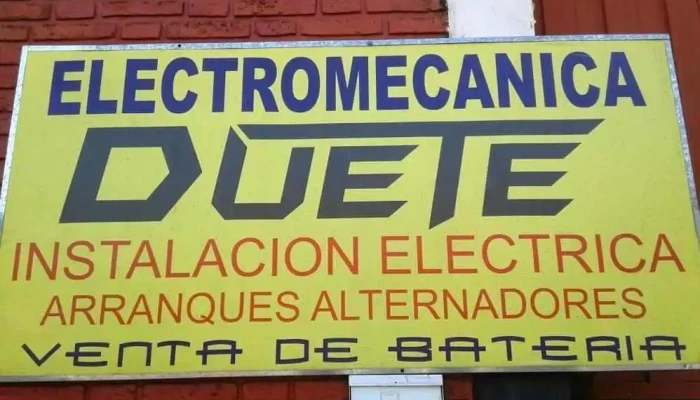 ELECTROMECANICA
DUETE
INSTALACION ELECTRICA
ARRANQUES ALTERNADORES
VENTA DE BATERIA